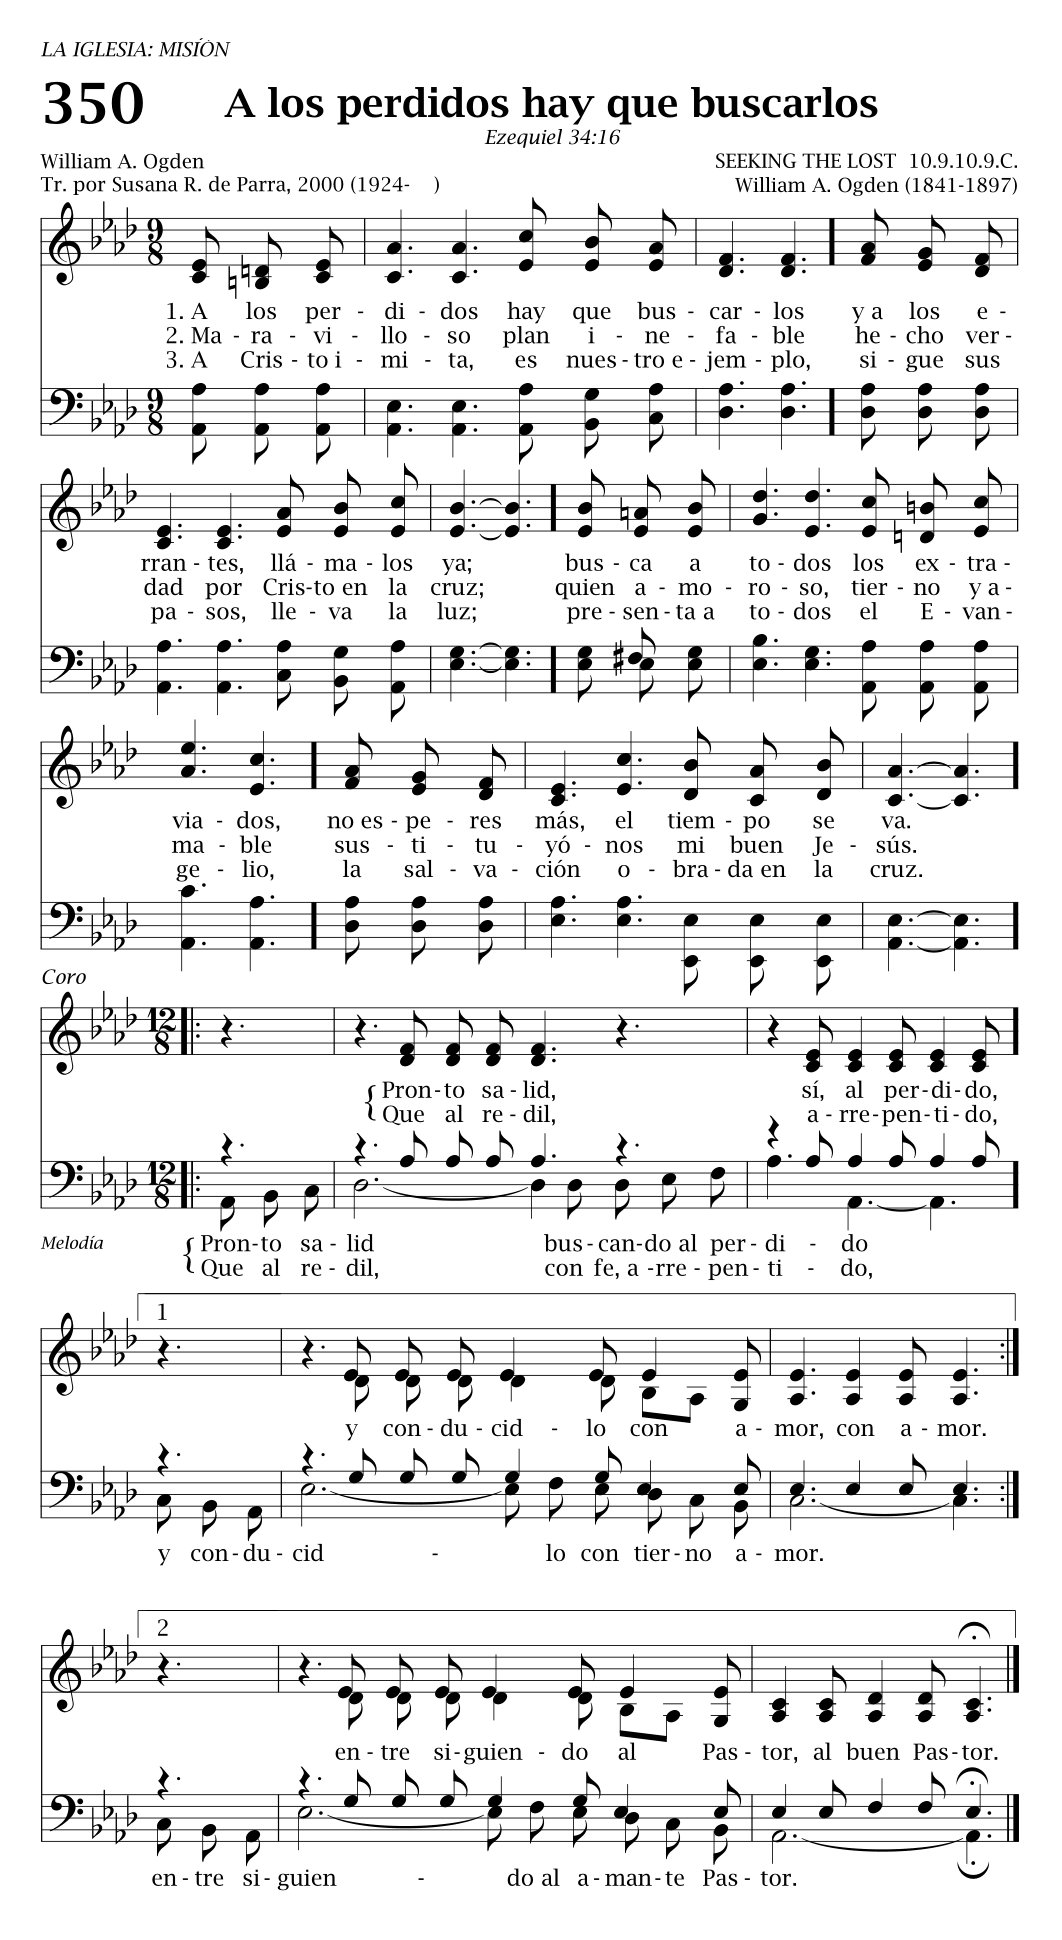 LA IGLESIA: MISIÓN
350 A los perdidos hay que buscarlos
Ezequiel 34:16
William A. Ogden SEEKING THE LOST 10.9.10.9.C.
Tr. por Susana R. de Parra, 2000 (1924- ) William A. Ogden (1841-1897)
9 8
1. A los per - di - dos hay que bus - car - los y a los e -
2. Ma - ra - vi - llo - so plan i - ne - fa - ble he - cho ver -
3. A Cris - to i - mi - ta, es nues - tro e - jem - plo, si - gue sus
9 8
rran - tes, llá - ma - los ya; bus - ca a to - dos los ex - tra -
dad por Cris - to en la cruz; quien a - mo - ro - so, tier - no y a -
pa - sos, lle - va la luz; pre - sen - ta a to - dos el E - van -
via - dos, no es - pe - res más, el tiem - po se va.
ma - ble sus - ti - tu - yó - nos mi buen Je - sús.
ge - lio, la sal - va - ción o - bra - da en la cruz.
Coro
12 8
{ Pron - to sa - lid, sí, al per - di - do,
Que al re - dil, a - rre - pen - ti - do,
12 8
Melodía { Pron - to sa - lid bus - can - do al per - di - do
Que al re - dil, con fe, a - rre - pen - ti - do,
1
y con - du - cid - lo con a - mor, con a - mor.
y con - du - cid - lo con tier - no a - mor.
2
en - tre si - guien - do al Pas - tor, al buen Pas - tor.
en - tre si - guien - do al a - man - te Pas - tor.